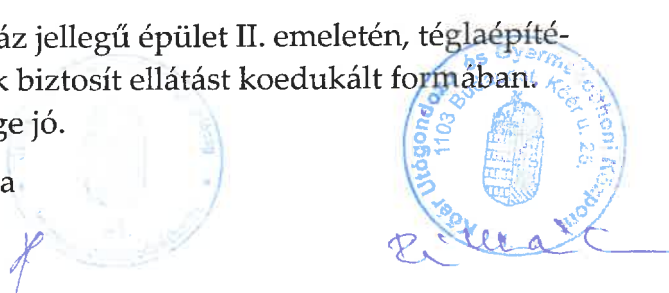 áz jellegű épület II. emeletén, téglaépíté-
k biztosít ellátást koedukált formában.
ge jó.
a
Kőér Utógondozó és Gyermekotthoni Központ
1103 Budapest, Kőér u. 23.